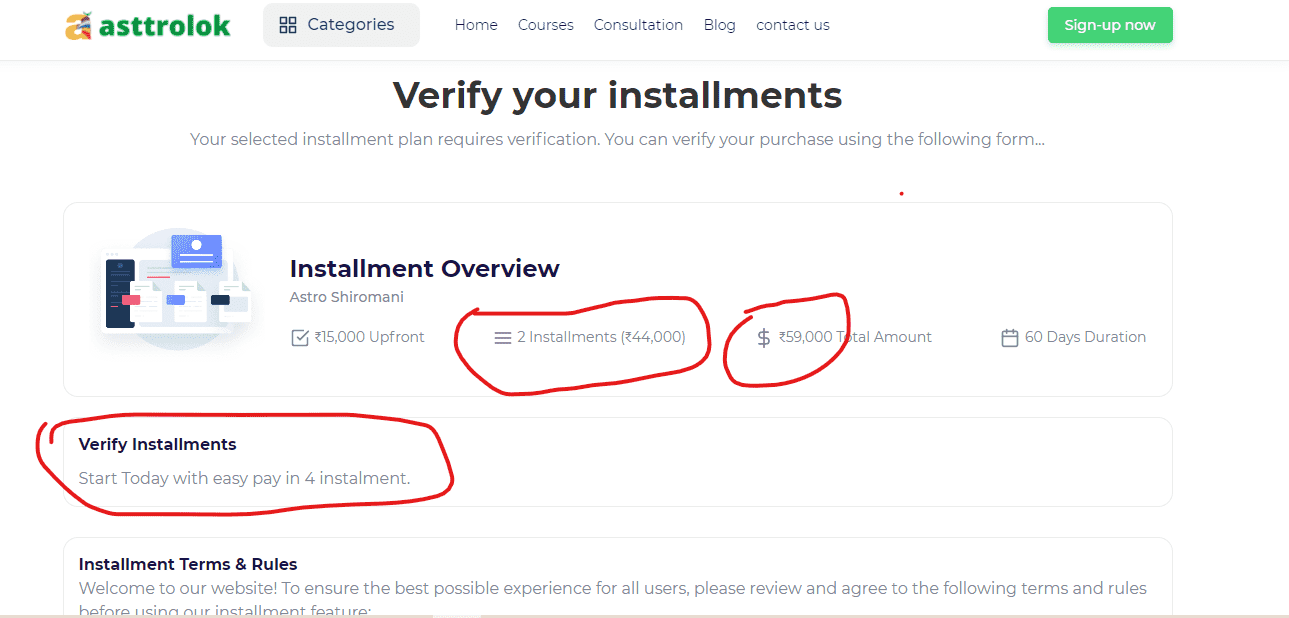 asttrolok Categories Home Courses Consultation Blog contact us Sign-up now
Verify your installments
Your selected installment plan requires verification. You can verify your purchase using the following form...
Installment Overview
Astro Shiromani
₹15,000 Upfront 2 Installments (₹44,000) $ ₹59,000 Total Amount 60 Days Duration
Verify Installments
Start Today with easy pay in 4 instalment.
Installment Terms & Rules
Welcome to our website! To ensure the best possible experience for all users, please review and agree to the following terms and rules
before using our installment feature: